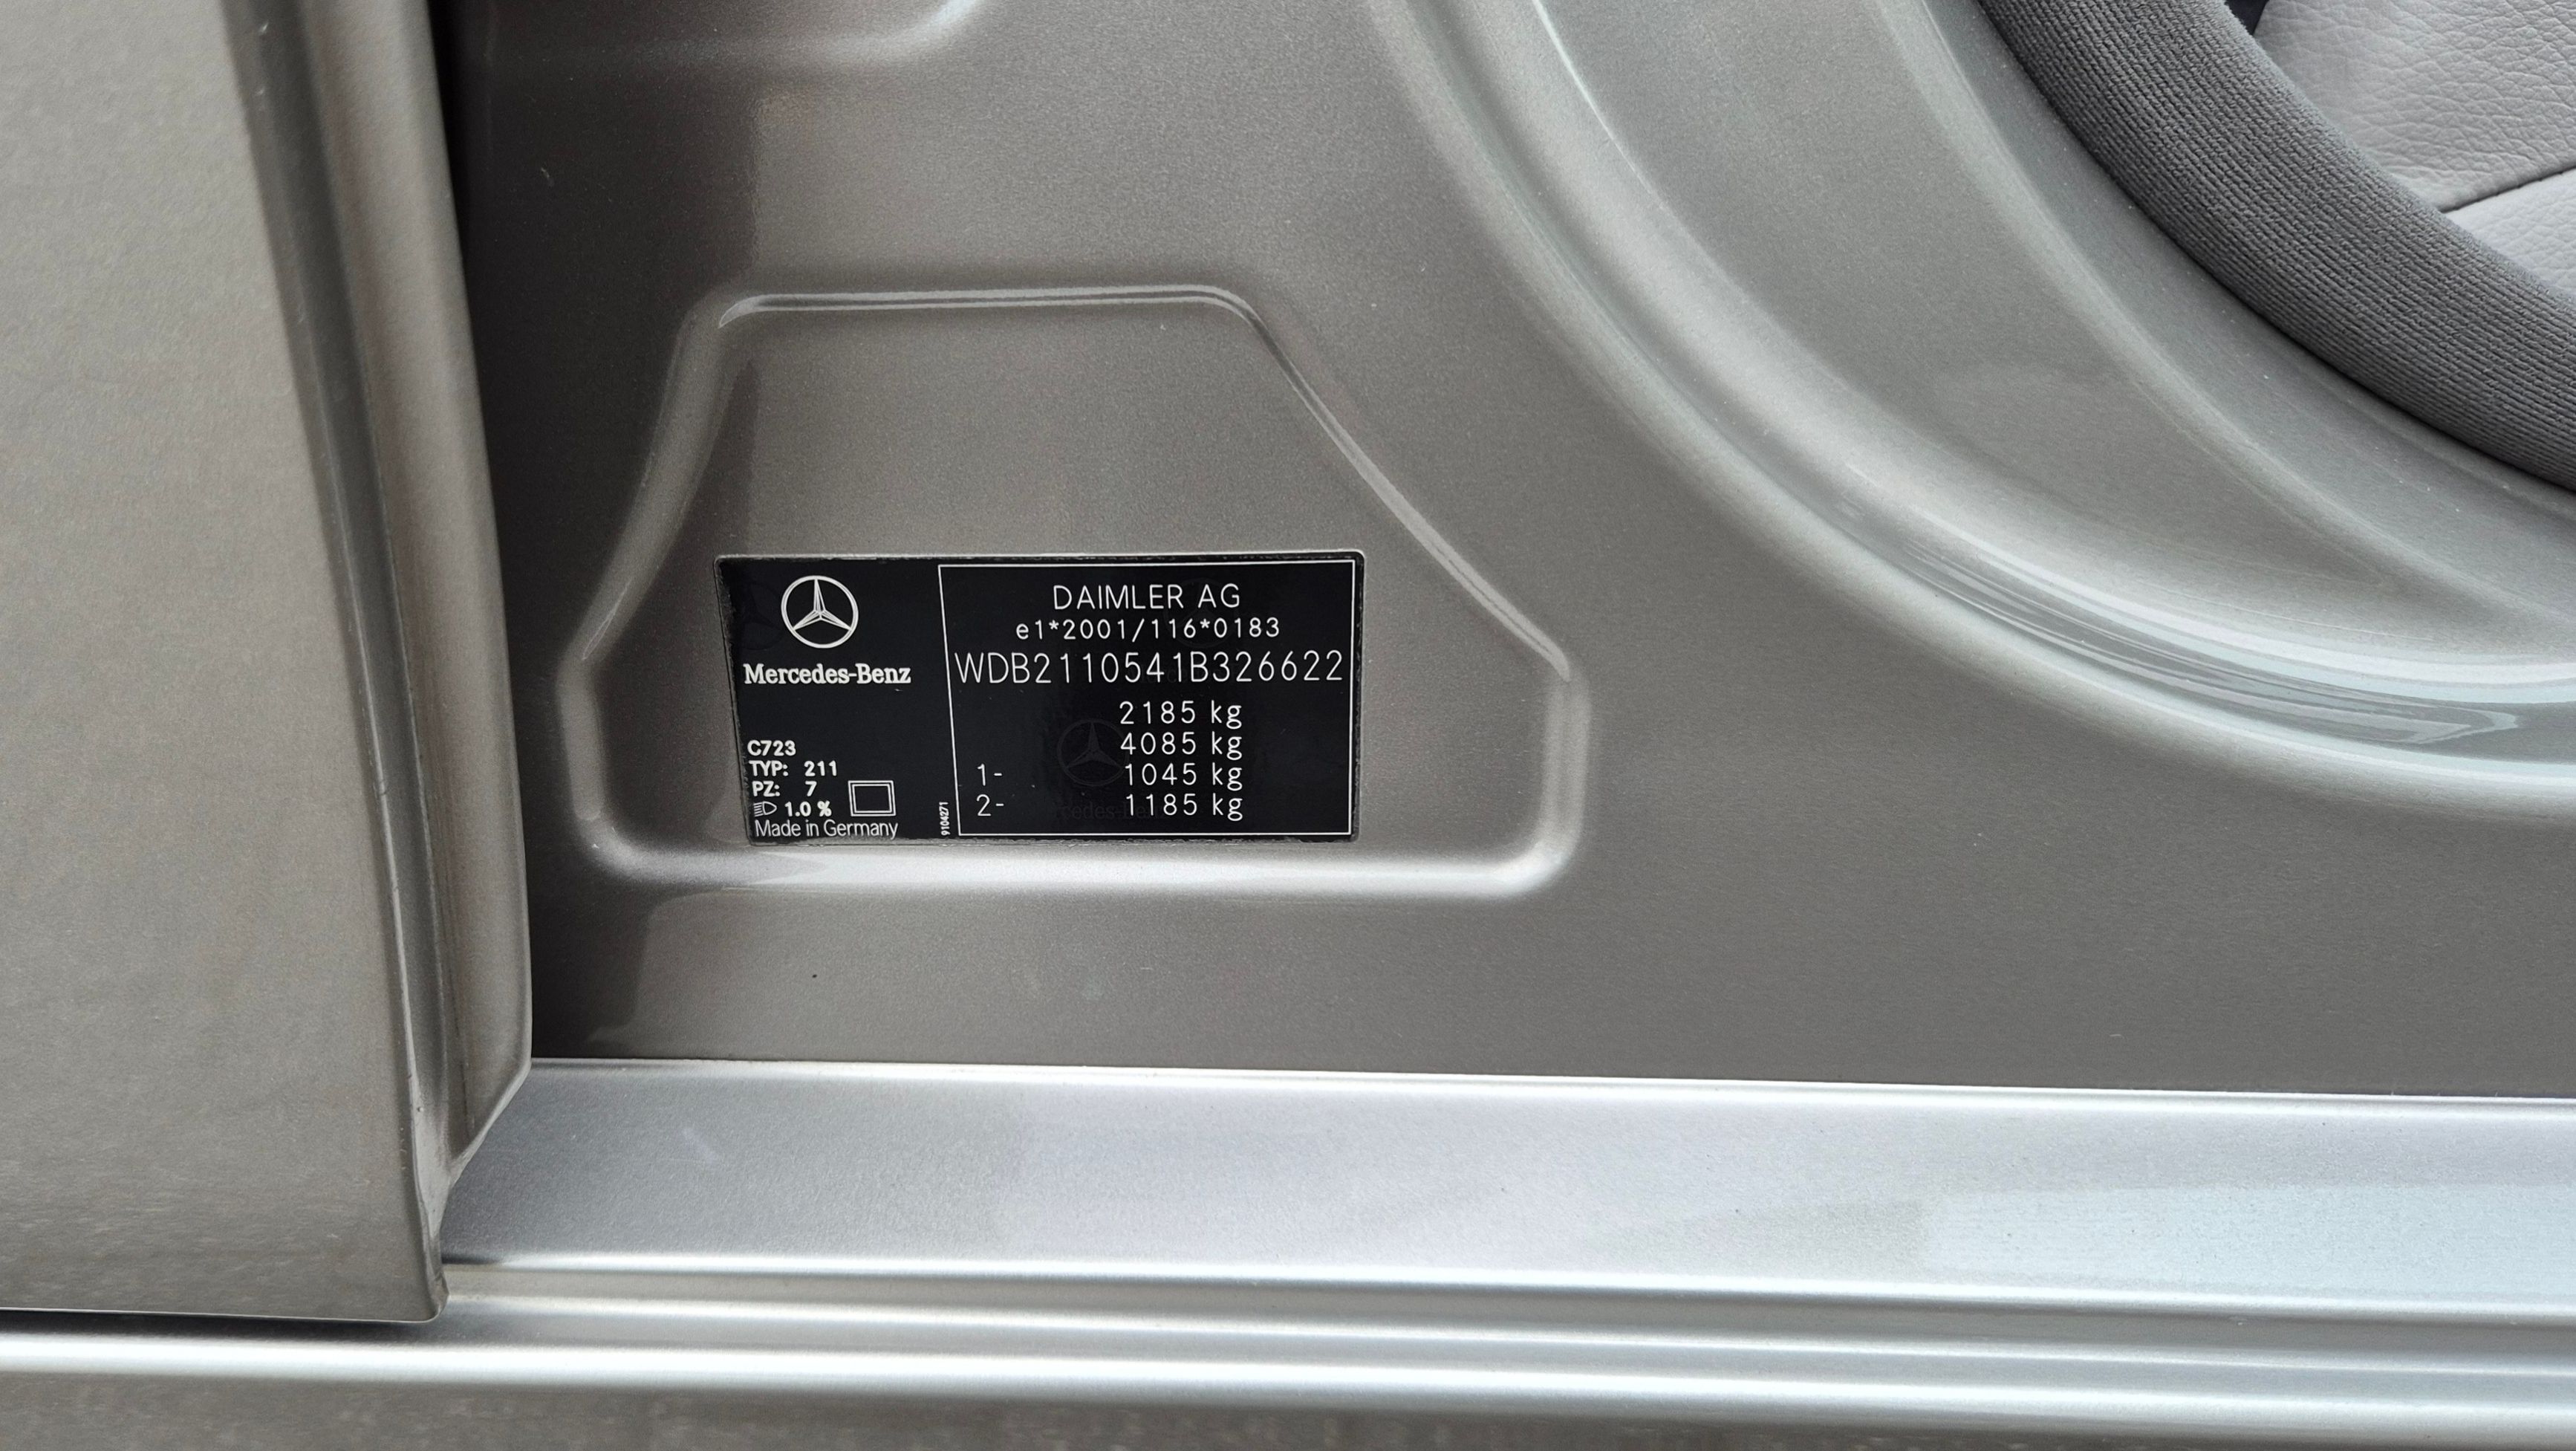 Mercedes-Benz
C723
TYP: 211
PZ: 7
1.0 %
Made in Germany
9104271
DAIMLER AG
e1*2001/116*0183
WDB2110541B326622
2185 kg
4085 kg
1- 1045 kg
2- 1185 kg